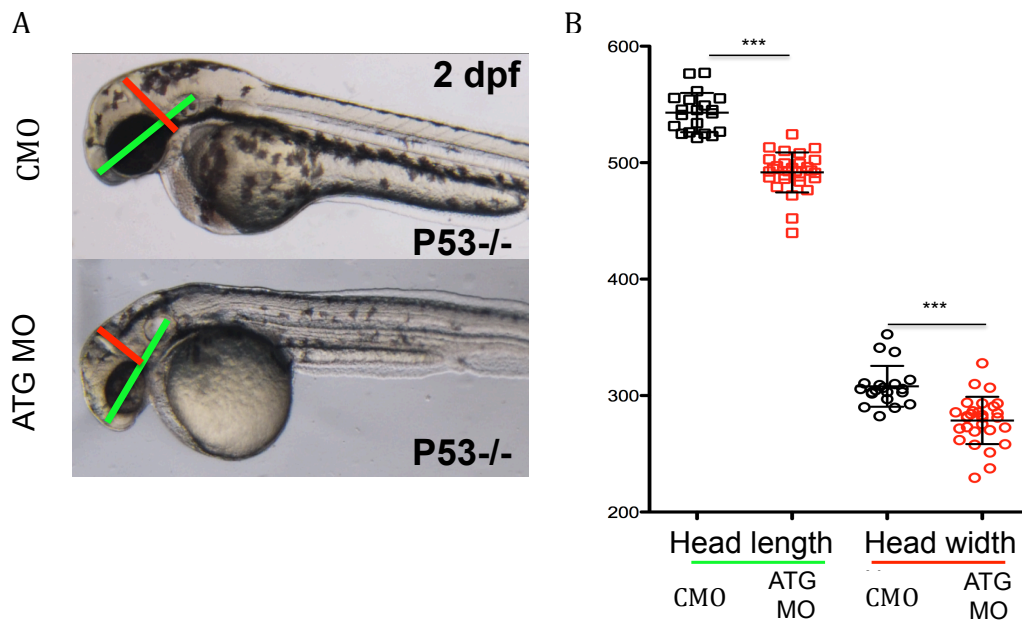 A
CMO
2 dpf
P53-/-
ATG MO
P53-/-
B
600
500
400
300
200
***
***
Head length
Head width
CMO
ATG
MO
CMO
ATG
MO